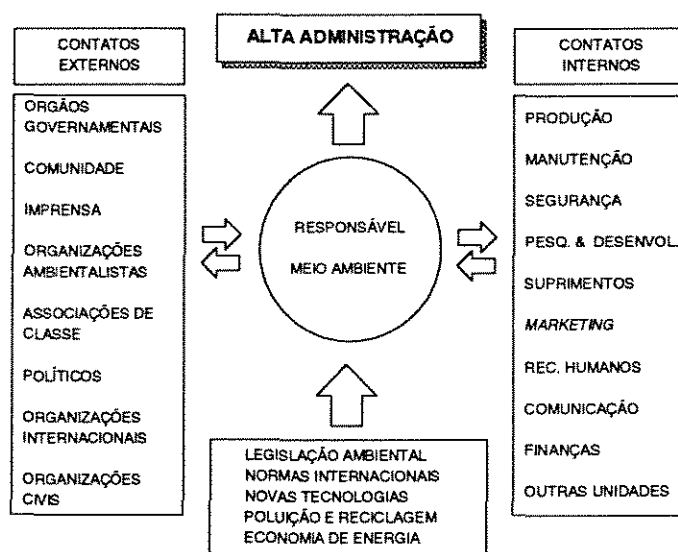 CONTATOS
EXTERNOS
ORGÃOS
GOVERNAMENTAIS
COMUNIDADE
IMPRENSA
ORGANIZAÇÕES
AMBIENTALISTAS
ASSOCIAÇÕES DE
CLASSE
POLÍTICOS
ORGANIZAÇÕES
INTERNACIONAIS
ORGANIZAÇÕES
CIVIS
ALTA ADMINISTRAÇÃO
RESPONSÁVEL
MEIO AMBIENTE
LEGISLAÇÃO AMBIENTAL
NORMAS INTERNACIONAIS
NOVAS TECNOLOGIAS
POLUIÇÃO E RECICLAGEM
ECONOMIA DE ENERGIA
CONTATOS
INTERNOS
PRODUÇÃO
MANUTENÇÃO
SEGURANÇA
PESQ. & DESENVOL.
SUPRIMENTOS
MARKETING
REC. HUMANOS
COMUNICAÇÃO
FINANÇAS
OUTRAS UNIDADES